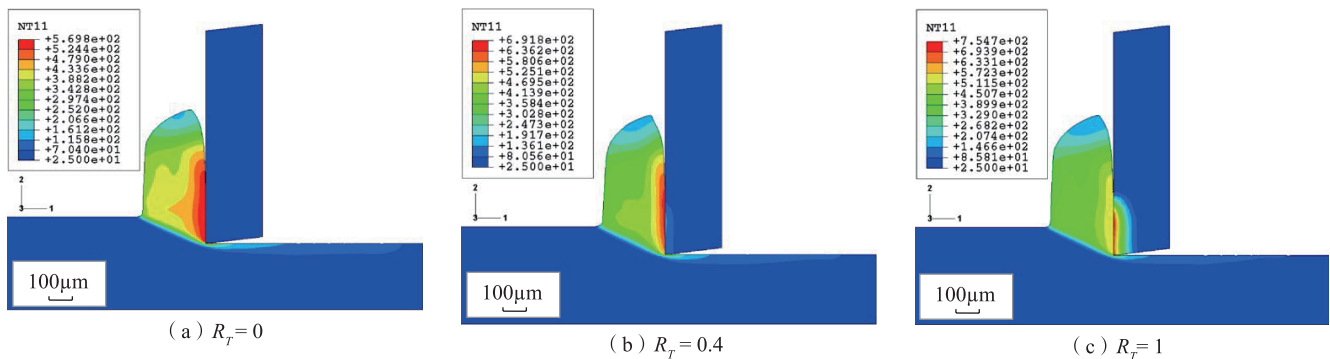 NT11
+5.698e+02
+5.244e+02
+4.790e+02
+4.336e+02
+3.882e+02
+3.428e+02
+2.974e+02
+2.520e+02
+2.066e+02
+1.612e+02
+1.158e+02
+7.040e+01
+2.500e+01
2
3
1
100μm
(a) R_T = 0
NT11
+6.918e+02
+6.362e+02
+5.806e+02
+5.251e+02
+4.695e+02
+4.139e+02
+3.584e+02
+3.028e+02
+2.473e+02
+1.917e+02
+1.361e+02
+8.056e+01
+2.500e+01
2
3
1
100μm
(b) R_T = 0.4
NT11
+7.547e+02
+6.939e+02
+6.331e+02
+5.723e+02
+5.115e+02
+4.507e+02
+3.899e+02
+3.290e+02
+2.682e+02
+2.074e+02
+1.466e+02
+8.581e+01
+2.500e+01
2
3
1
100μm
(c) R_T = 1